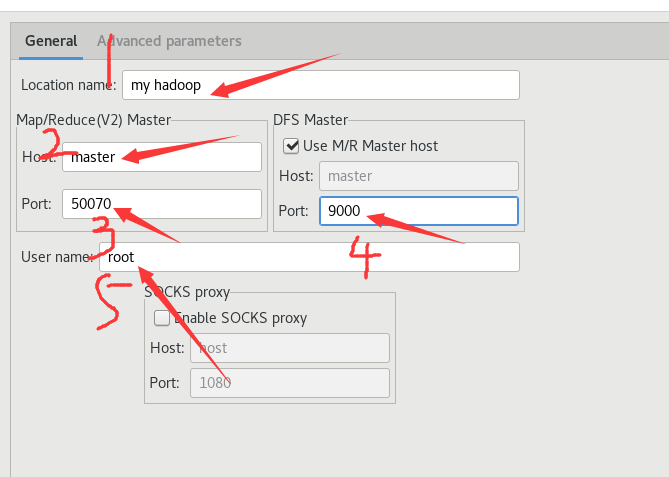 General Advanced parameters
1
Location name: my hadoop
Map/Reduce(V2) Master DFS Master
Use M/R Master host
2
Host: master Host: master
Port: 50070 Port: 9000
3
User name: root
4
5
SOCKS proxy
Enable SOCKS proxy
Host: host
Port: 1080